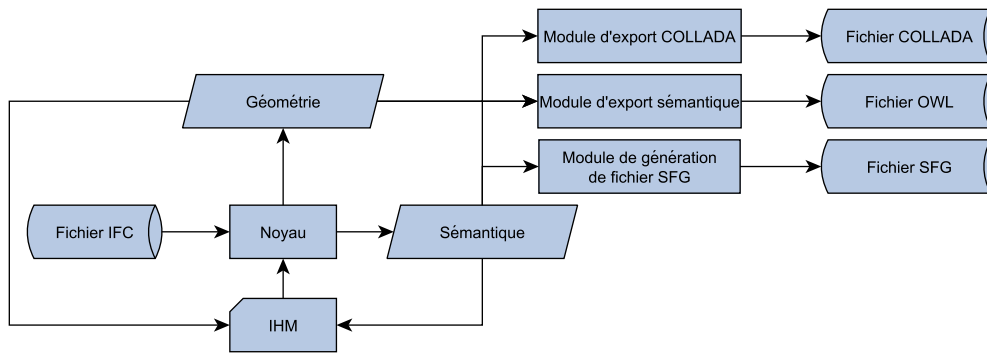 Module d'export COLLADA
Fichier COLLADA
Géométrie
Module d'export sémantique
Fichier OWL
Module de génération
de fichier SFG
Fichier SFG
Fichier IFC
Noyau
Sémantique
IHM